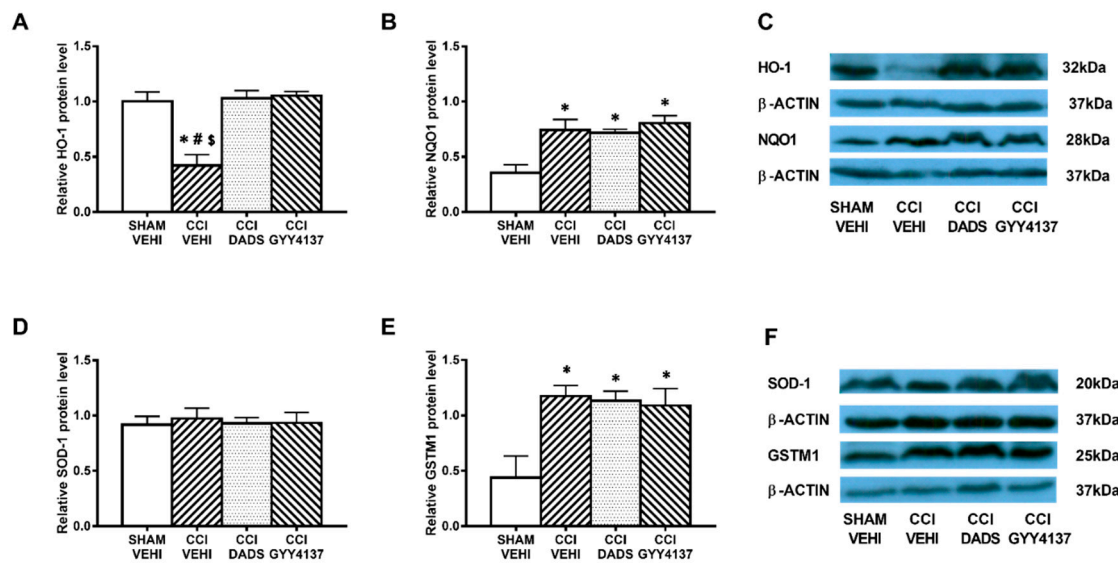 A
Relative HO-1 protein level
1.5
1.0
0.5
0.0
* # $
SHAM CCI CCI CCI
VEHI VEHI DADS GYY4137
B
Relative NQO1 protein level
1.5
1.0
0.5
0.0
* * *
SHAM CCI CCI CCI
VEHI VEHI DADS GYY4137
C
HO-1 32kDa
β-ACTIN 37kDa
NQO1 28kDa
β-ACTIN 37kDa
SHAM CCI CCI CCI
VEHI VEHI DADS GYY4137
D
Relative SOD-1 protein level
1.5
1.0
0.5
0.0
SHAM CCI CCI CCI
VEHI VEHI DADS GYY4137
E
Relative GSTM1 protein level
1.5
1.0
0.5
0.0
* * *
SHAM CCI CCI CCI
VEHI VEHI DADS GYY4137
F
SOD-1 20kDa
β-ACTIN 37kDa
GSTM1 25kDa
β-ACTIN 37kDa
SHAM CCI CCI CCI
VEHI VEHI DADS GYY4137